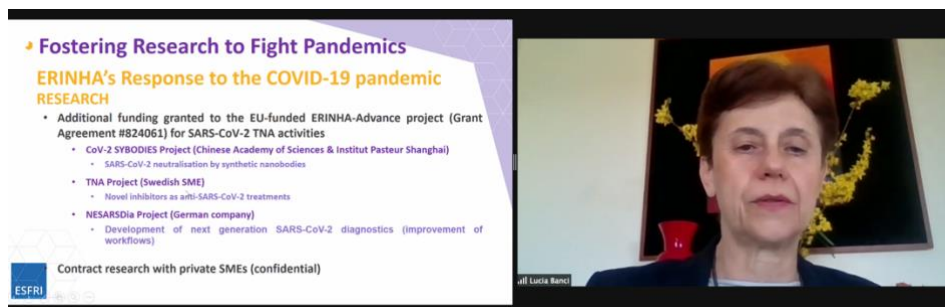 Fostering Research to Fight Pandemics
ERINHA's Response to the COVID-19 pandemic
RESEARCH
• Additional funding granted to the EU-funded ERINHA-Advance project (Grant
Agreement #824061) for SARS-CoV-2 TNA activities
• CoV-2 SYBODIES Project (Chinese Academy of Sciences & Institut Pasteur Shanghai)
• SARS-CoV-2 neutralisation by synthetic nanobodies
• TNA Project (Swedish SME)
• Novel inhibitors as anti-SARS-CoV-2 treatments
• NESARSDia Project (German company)
• Development of next generation SARS-CoV-2 diagnostics (improvement of
workflows)
• Contract research with private SMEs (confidential)
ESFRI
Lucia Banci